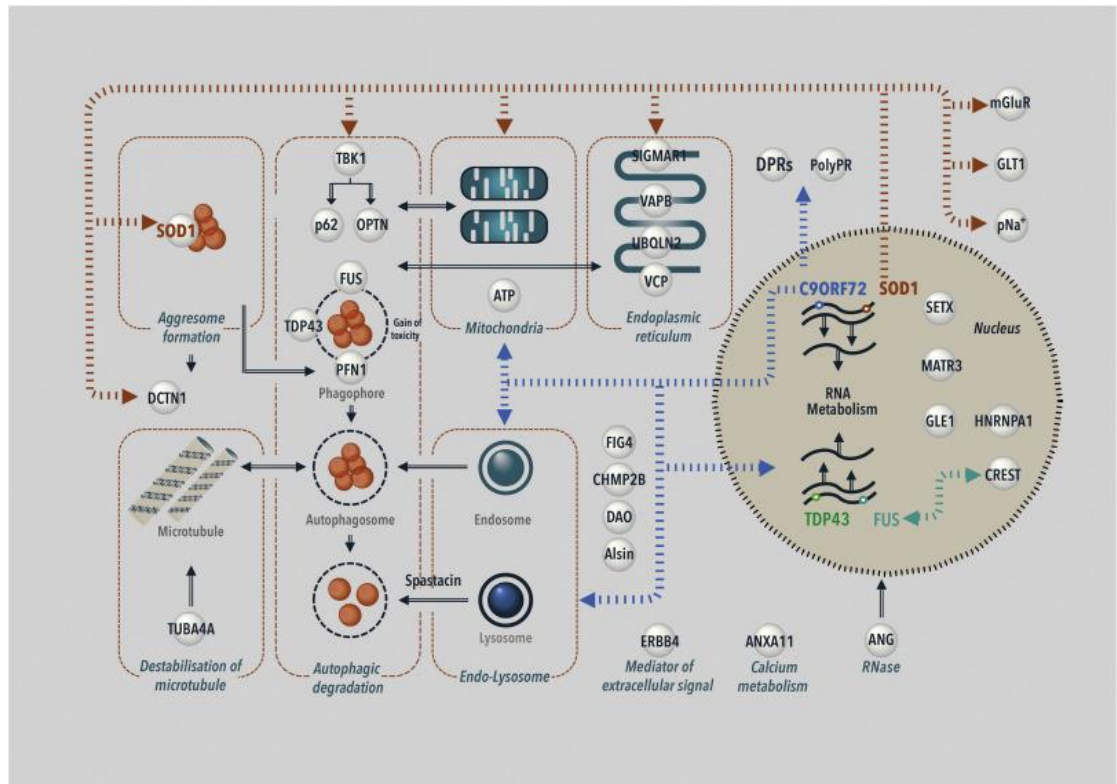 mGluR
GLT1
pNa+
TBK1
p62
OPTN
SIGMAR1
VAPB
UBQLN2
VCP
DPRs
PolyPR
SOD1
Aggresome
formation
DCTN1
FUS
TDP43
Gain of
toxicity
PFN1
Phagophore
ATP
Mitochondria
Endoplasmic
reticulum
C9ORF72
SOD1
SETX
Nucleus
MATR3
RNA
Metabolism
GLE1
HNRNPA1
CREST
TDP43
FUS
FIG4
CHMP2B
DAO
Alsin
Microtubule
Autophagosome
Endosome
Spastacin
Lysosome
TUBA4A
Destabilisation of
microtubule
Autophagic
degradation
Endo-Lysosome
ERBB4
Mediator of
extracellular signal
ANXA11
Calcium
metabolism
ANG
RNase